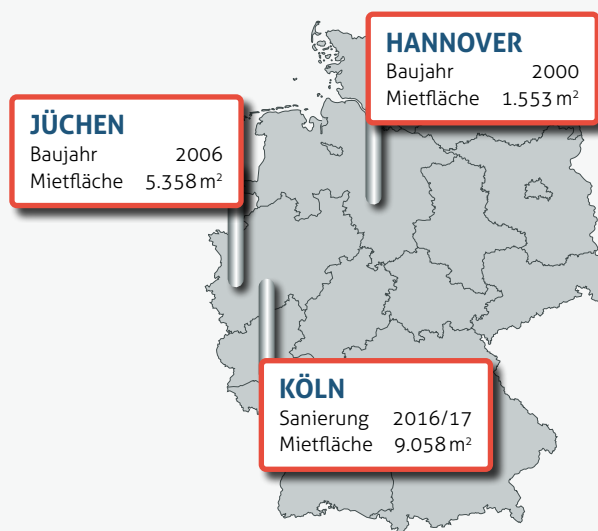 HANNOVER
Baujahr 2000
Mietfläche 1.553 m²
JÜCHEN
Baujahr 2006
Mietfläche 5.358 m²
KÖLN
Sanierung 2016/17
Mietfläche 9.058 m²